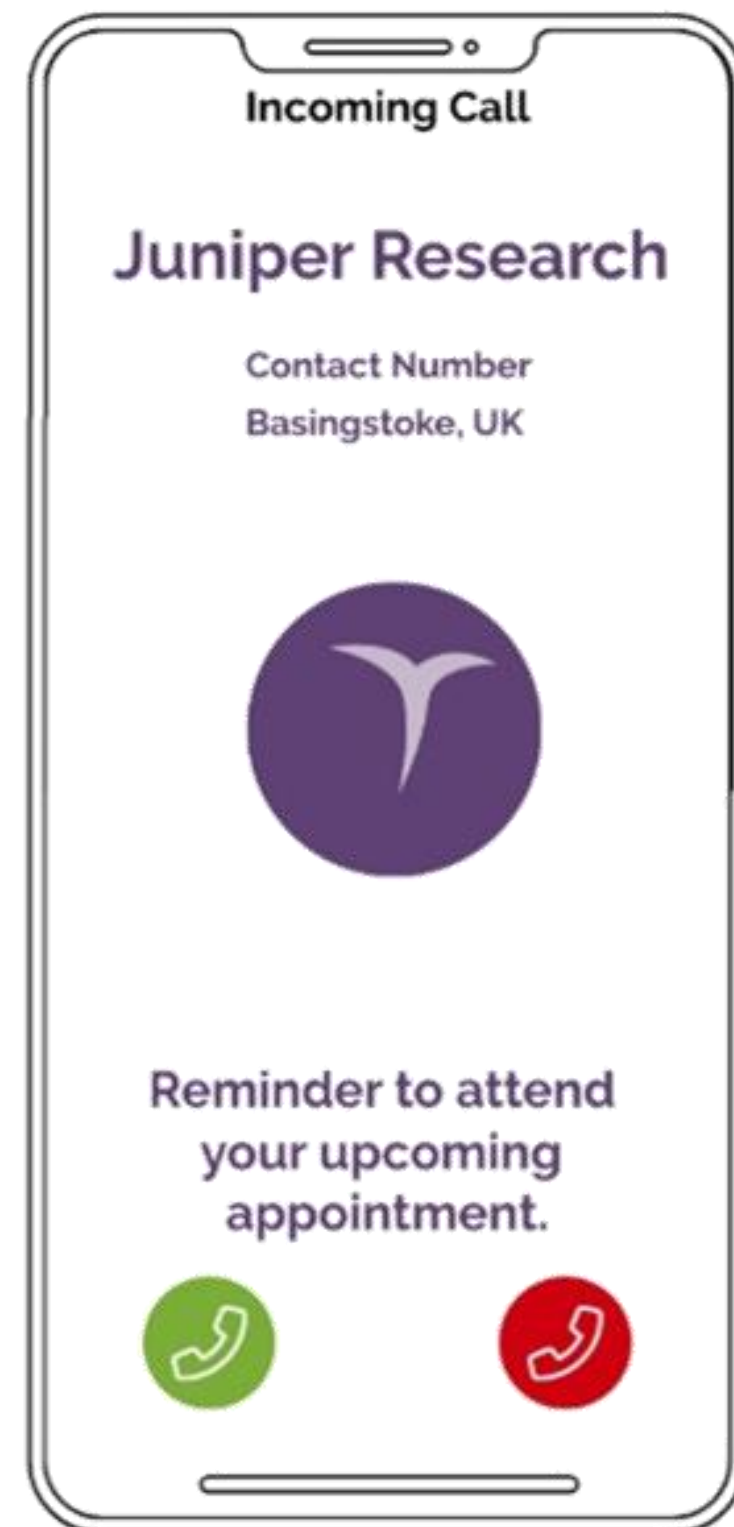 Incoming Call
Juniper Research
Contact Number
Basingstoke, UK
Reminder to attend
your upcoming
appointment.